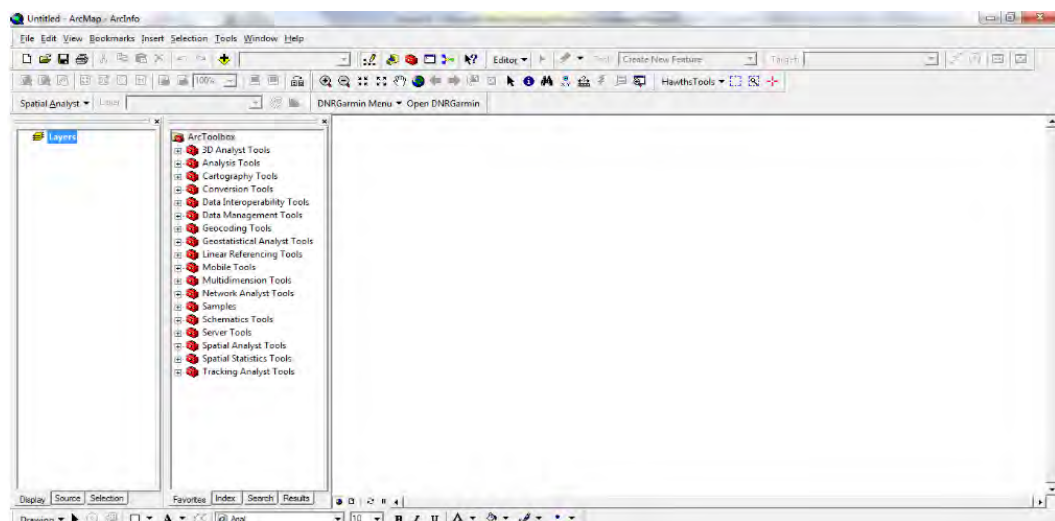 Untitled - ArcMap - ArcInfo
File Edit View Bookmarks Insert Selection Tools Window Help
Editor Create New Feature Target
100% HawthsTools
Spatial Analyst Layer DNRGarmin Menu Open DNRGarmin
Layers
ArcToolbox
3D Analyst Tools
Analysis Tools
Cartography Tools
Conversion Tools
Data Interoperability Tools
Data Management Tools
Geocoding Tools
Geostatistical Analyst Tools
Linear Referencing Tools
Mobile Tools
Multidimension Tools
Network Analyst Tools
Samples
Schematics Tools
Server Tools
Spatial Analyst Tools
Spatial Statistics Tools
Tracking Analyst Tools
Display Source Selection
Favorites Index Search Results
Drawing A Arial 10 B I U A